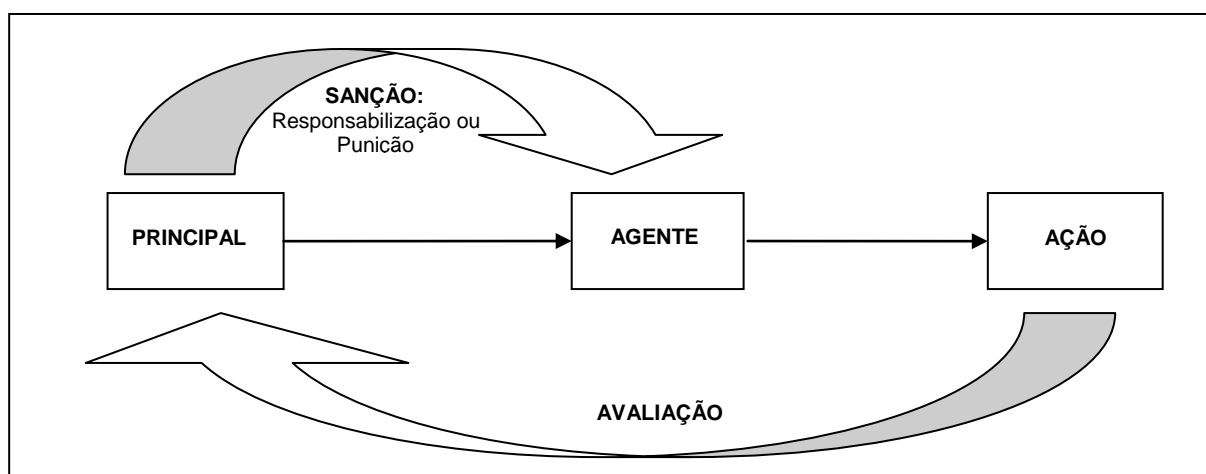 SANÇÃO:
Responsabilização ou
Punicão
PRINCIPAL
AGENTE
AÇÃO
AVALIAÇÃO